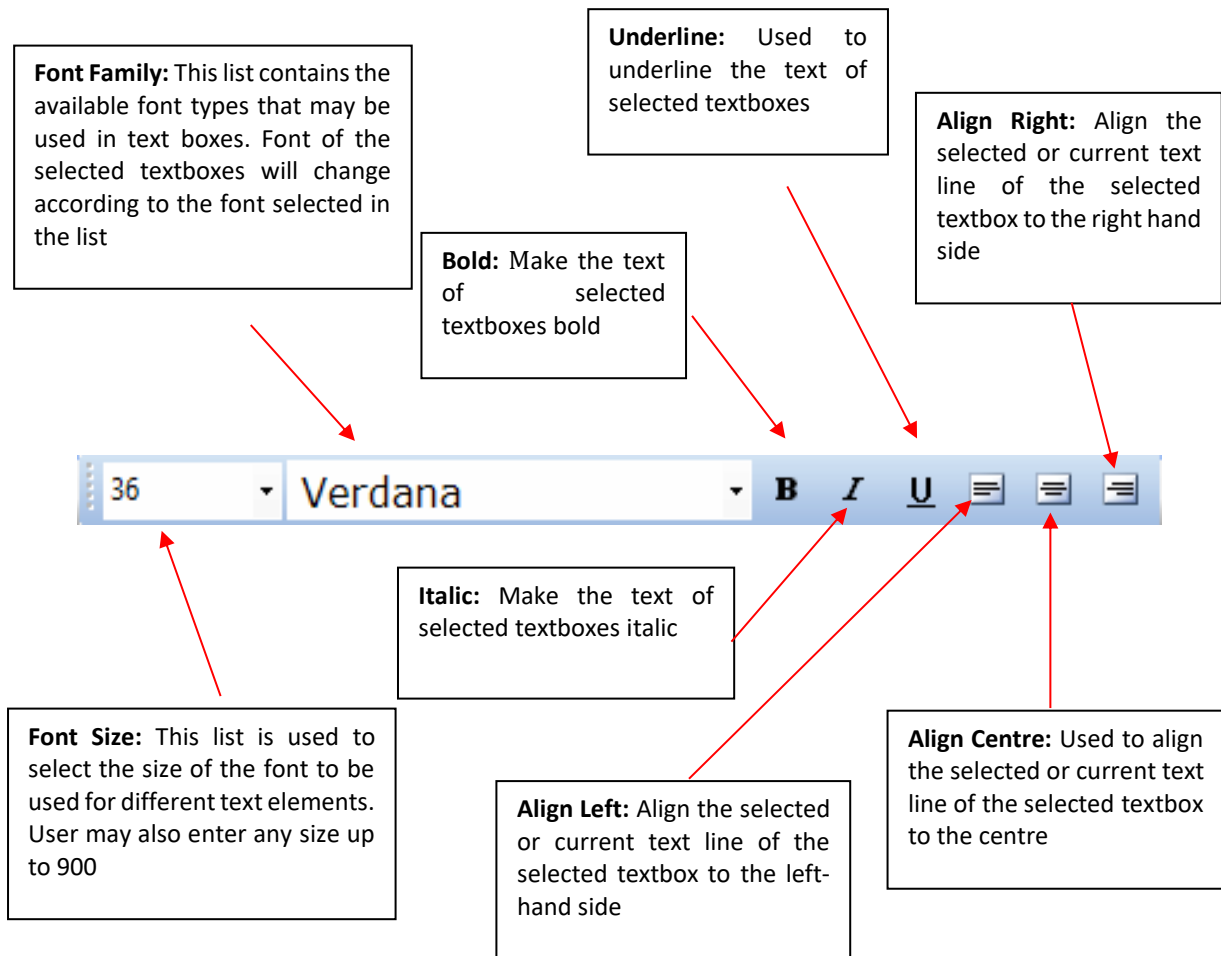 Font Family: This list contains the
available font types that may be
used in text boxes. Font of the
selected textboxes will change
according to the font selected in
the list
Underline: Used to
underline the text of
selected textboxes
Align Right: Align the
selected or current text
line of the selected
textbox to the right hand
side
Bold: Make the text
of selected
textboxes bold
36
Verdana
B
I
U
Italic: Make the text of
selected textboxes italic
Font Size: This list is used to
select the size of the font to be
used for different text elements.
User may also enter any size up
to 900
Align Left: Align the selected
or current text line of the
selected textbox to the left-
hand side
Align Centre: Used to align
the selected or current text
line of the selected textbox
to the centre